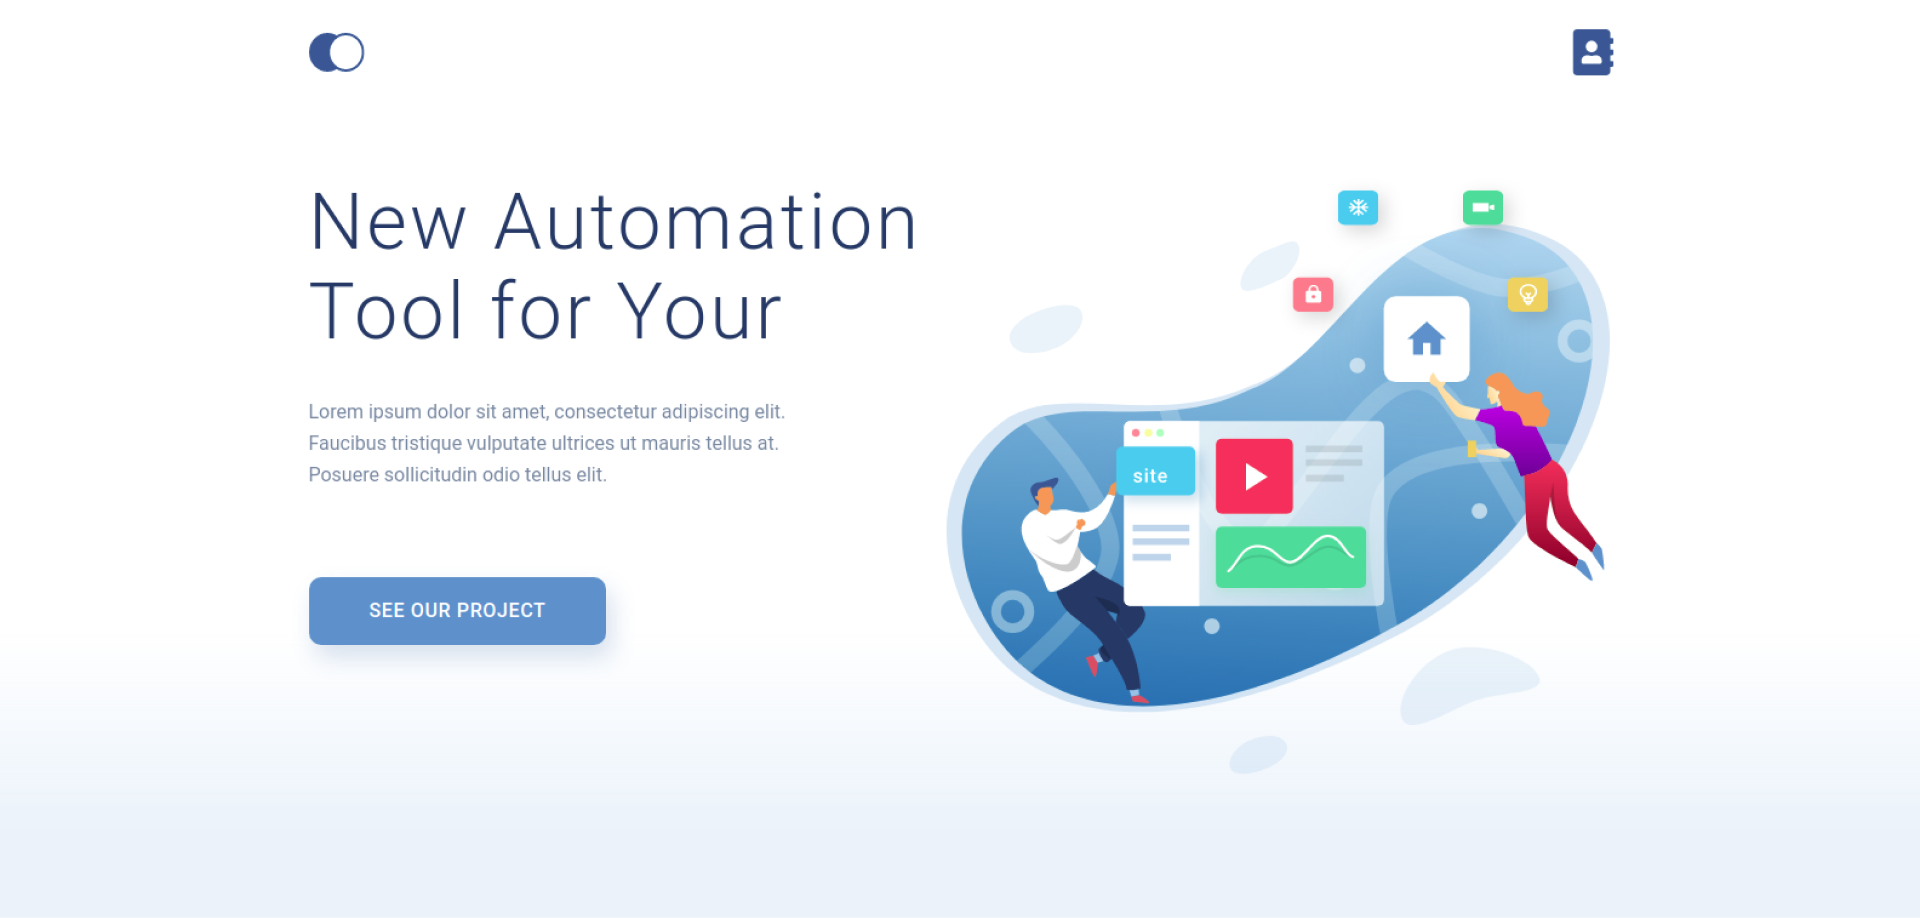 New Automation
Tool for Your
Lorem ipsum dolor sit amet, consectetur adipiscing elit.
Faucibus tristique vulputate ultrices ut mauris tellus at.
Posuere sollicitudin odio tellus elit.
site
SEE OUR PROJECT